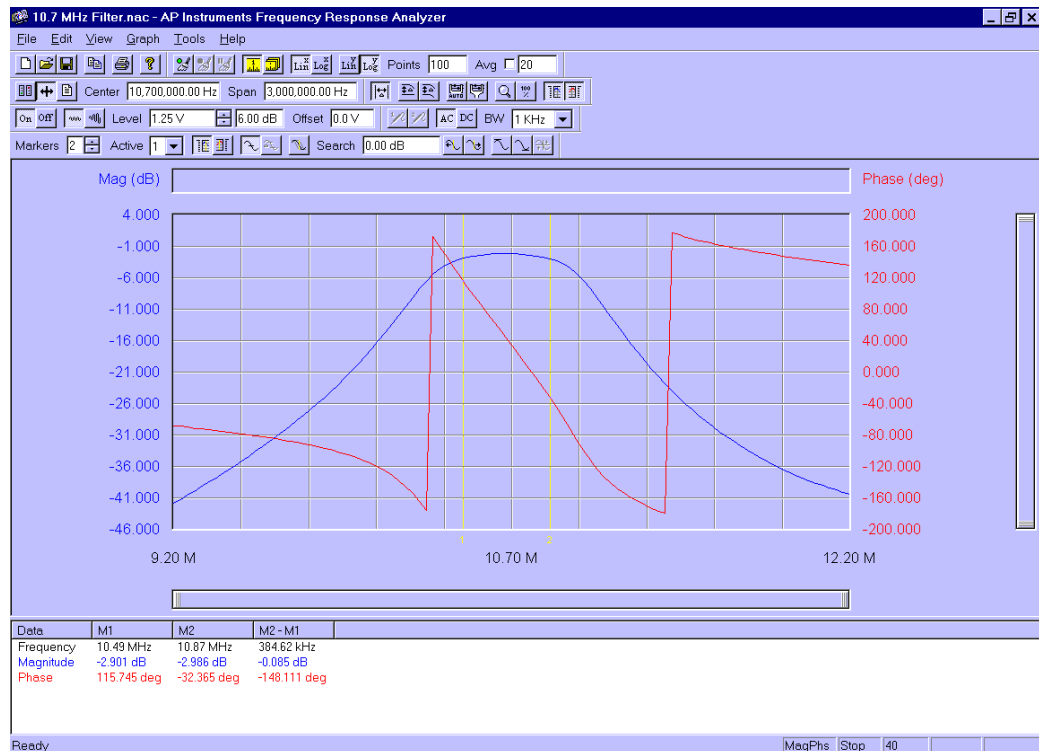 10.7 MHz Filter.nac - AP Instruments Frequency Response Analyzer
File Edit View Graph Tools Help
Lin X Log X Lin Y Log Y Points 100 Avg 20
Center 10,700,000.00 Hz Span 3,000,000.00 Hz AUTO 100 %
On Off Level 1.25 V 6.00 dB Offset 0.0 V AC DC BW 1 KHz
Markers 2 Active 1 Search 0.00 dB
Mag (dB) Phase (deg)
4.000 200.000
-1.000 160.000
-6.000 120.000
-11.000 80.000
-16.000 40.000
-21.000 0.000
-26.000 -40.000
-31.000 -80.000
-36.000 -120.000
-41.000 -160.000
-46.000 -200.000
1 2
9.20 M 10.70 M 12.20 M
Data M1 M2 M2 - M1
Frequency 10.49 MHz 10.87 MHz 384.62 kHz
Magnitude -2.901 dB -2.986 dB -0.085 dB
Phase 115.745 deg -32.365 deg -148.111 deg
Ready MagPhs Stop 40